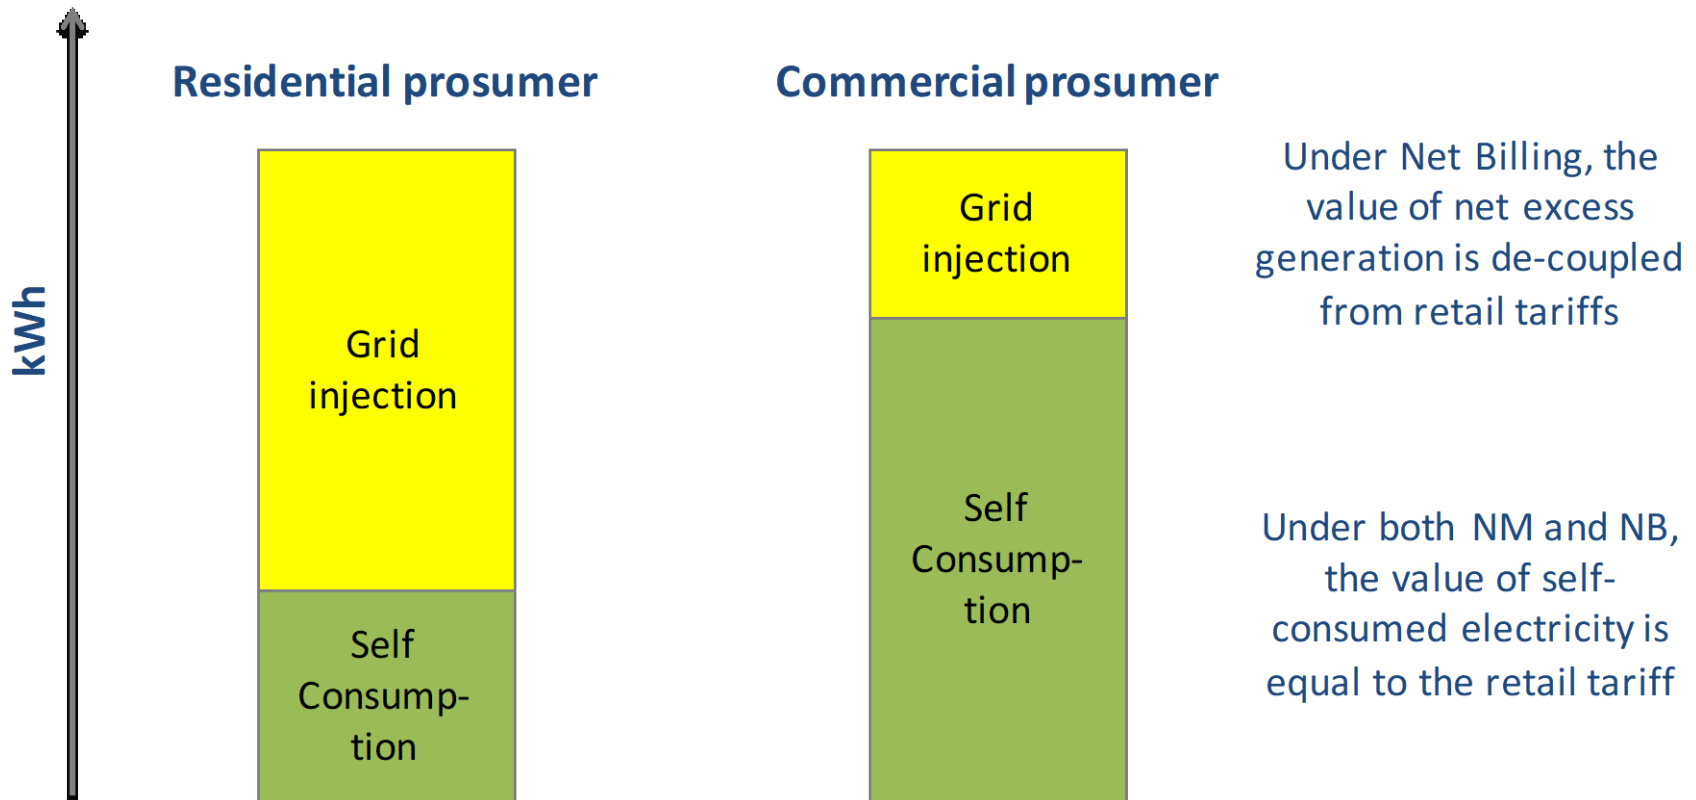 Residential prosumer
Commercial prosumer
kWh
Grid
injection
Self
Consump-
tion
Grid
injection
Self
Consump-
tion
Under Net Billing, the
value of net excess
generation is de-coupled
from retail tariffs
Under both NM and NB,
the value of self-
consumed electricity is
equal to the retail tariff